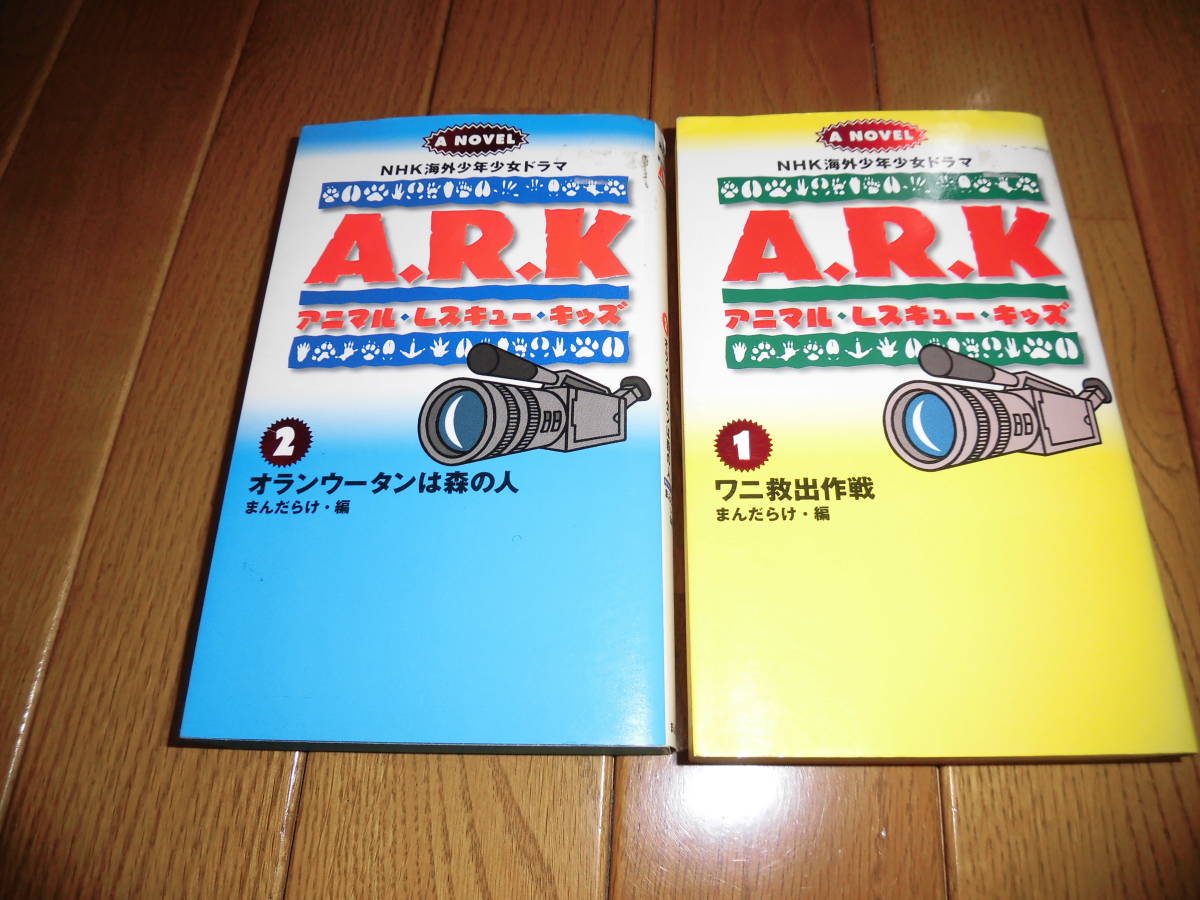 A NOVEL
NHK海外少年少女ドラマ
A.R.K
アニマル・レスキュー・キッズ
2
オランウータンは森の人
まんだらけ・編
A NOVEL
NHK海外少年少女ドラマ
A.R.K
アニマル・レスキュー・キッズ
1
ワニ救出作戦
まんだらけ・編